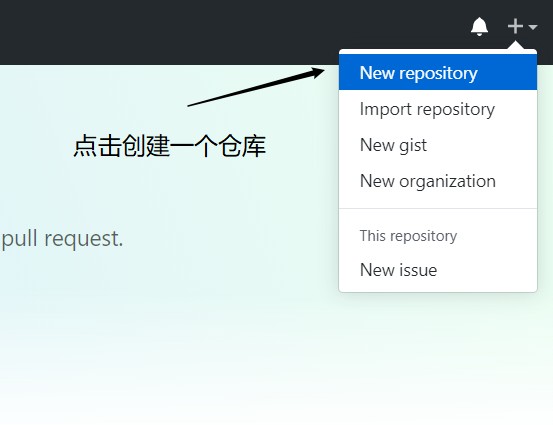 New repository
点击创建一个仓库
Import repository
New gist
New organization
pull request.
This repository
New issue